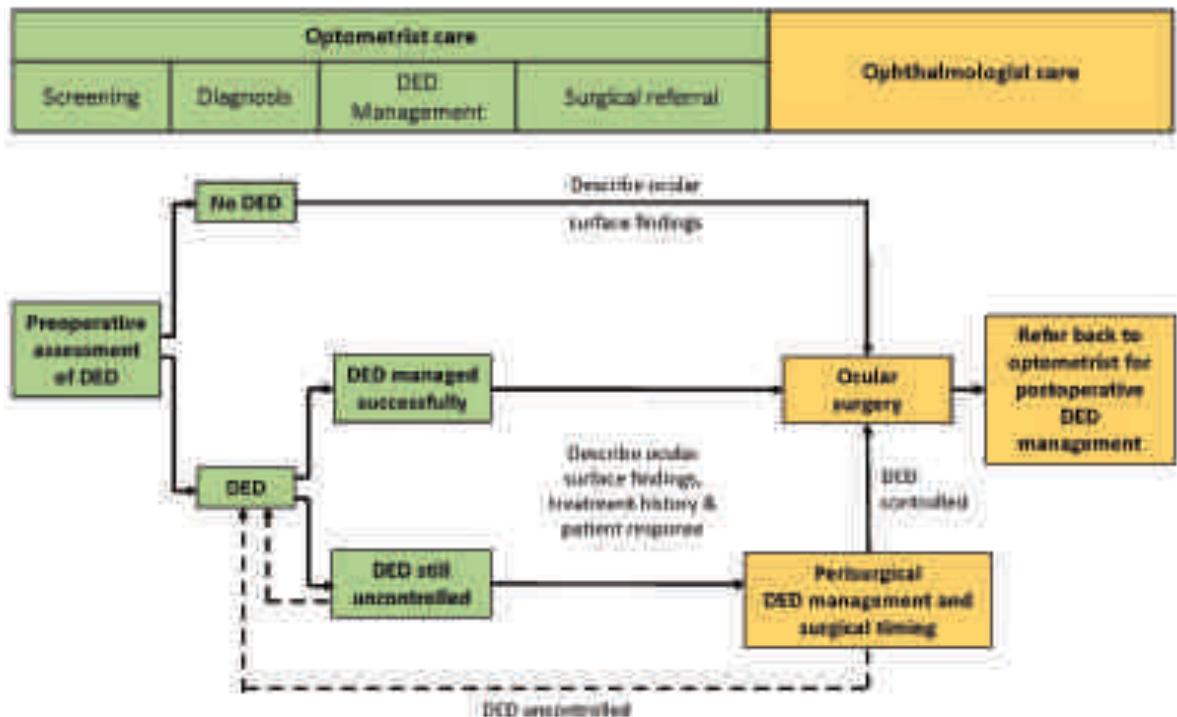 Optometrist care
Ophthalmologist care
Screening
Diagnosis
DED
Management
Surgical referral
Describe ocular
surface findings
No DED
Preoperative
assessment
of DED
DED managed
successfully
Ocular
surgery
Refer back to
optometrist for
postoperative
DED
management
Describe ocular
surface findings,
treatment history &
patient response
DED
controlled
DED
DED still
uncontrolled
Perisurgical
DED management and
surgical timing
DED uncontrolled